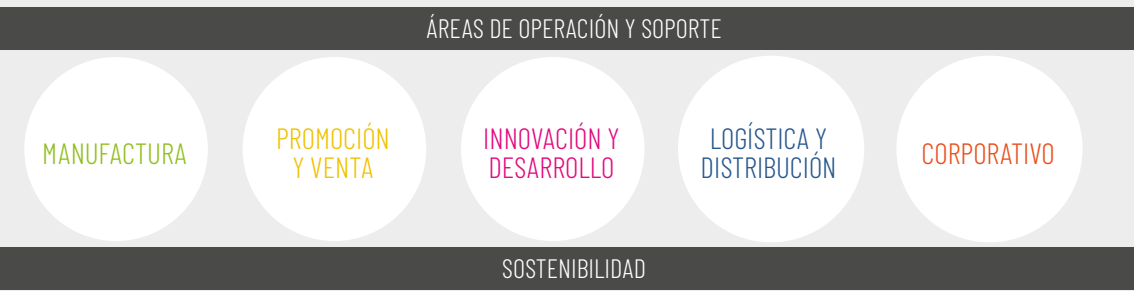 ÁREAS DE OPERACIÓN Y SOPORTE
MANUFACTURA
PROMOCIÓN
Y VENTA
INNOVACIÓN Y
DESARROLLO
LOGÍSTICA Y
DISTRIBUCIÓN
CORPORATIVO
SOSTENIBILIDAD